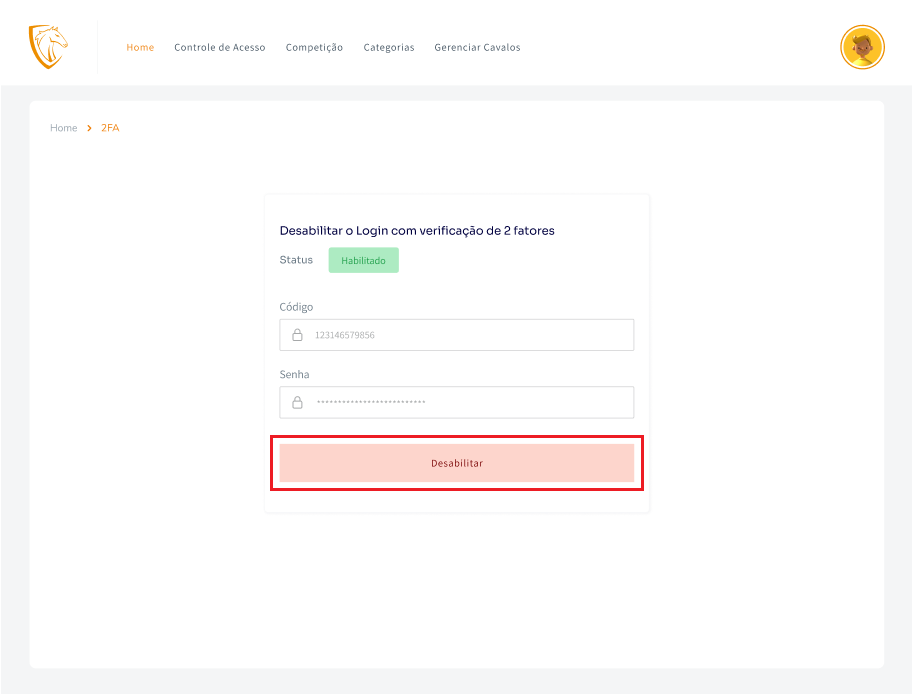 Home Controle de Acesso Competição Categorias Gerenciar Cavalos
Home > 2FA
Desabilitar o Login com verificação de 2 fatores
Status Habilitado
Código
123146579856
Senha
**************************
Desabilitar